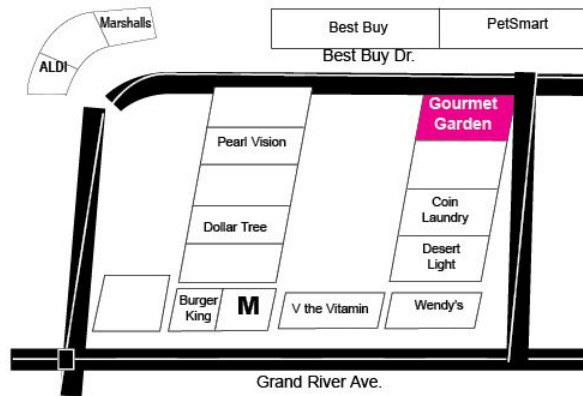 Marshalls
ALDI
Best Buy
PetSmart
Best Buy Dr.
Gourmet
Garden
Pearl Vision
Coin
Laundry
Dollar Tree
Desert
Light
Burger
King
M
V the Vitamin
Wendy's
Grand River Ave.